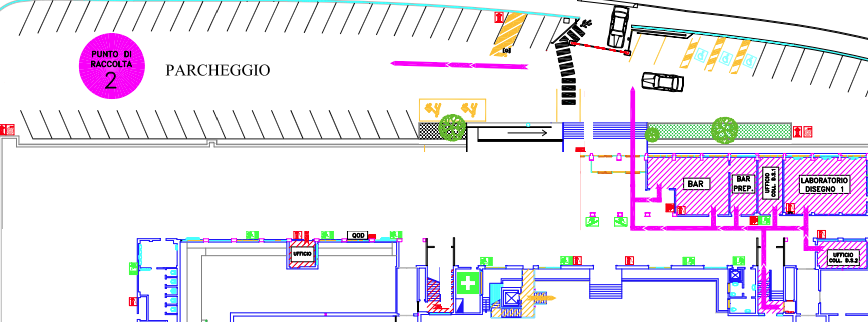 PUNTO DI
RACCOLTA
2
PARCHEGGIO
BAR
BAR
PREP.
UFFICIO
COLL. D.S.1
LABORATORIO
DISEGNO 1
QOD
UFFICIO
UFFICIO
COLL. D.S.2